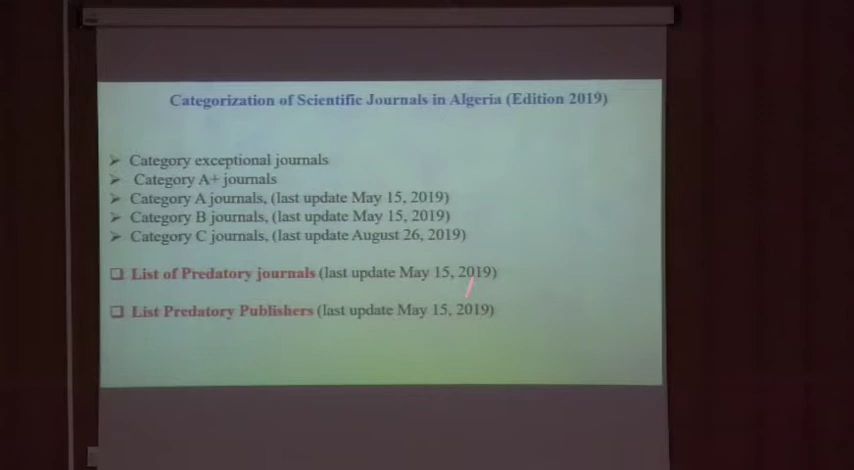 Categorization of Scientific Journals in Algeria (Edition 2019)
➢ Category exceptional journals
➢ Category A+ journals
➢ Category A journals, (last update May 15, 2019)
➢ Category B journals, (last update May 15, 2019)
➢ Category C journals, (last update August 26, 2019)
❑ List of Predatory journals (last update May 15, 2019)
❑ List Predatory Publishers (last update May 15, 2019)